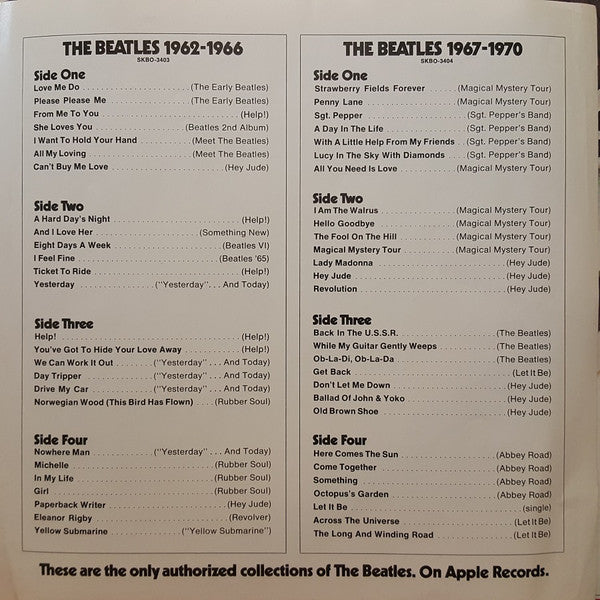 THE BEATLES 1962-1966
SKBO-3403
Side One
Love Me Do (The Early Beatles)
Please Please Me (The Early Beatles)
From Me To You (Help!)
She Loves You (Beatles 2nd Album)
I Want To Hold Your Hand (Meet The Beatles)
All My Loving (Meet The Beatles)
Can't Buy Me Love (Hey Jude)
Side Two
A Hard Day's Night (Help!)
And I Love Her (Something New)
Eight Days A Week (Beatles VI)
I Feel Fine (Beatles '65)
Ticket To Ride (Help!)
Yesterday ("Yesterday"... And Today)
Side Three
Help! (Help!)
You've Got To Hide Your Love Away (Help!)
We Can Work It Out ("Yesterday"... And Today)
Day Tripper ("Yesterday"... And Today)
Drive My Car ("Yesterday"... And Today)
Norwegian Wood (This Bird Has Flown) (Rubber Soul)
Side Four
Nowhere Man ("Yesterday"... And Today)
Michelle (Rubber Soul)
In My Life (Rubber Soul)
Girl (Rubber Soul)
Paperback Writer (Hey Jude)
Eleanor Rigby (Revolver)
Yellow Submarine ("Yellow Submarine")
THE BEATLES 1967-1970
SKBO-3404
Side One
Strawberry Fields Forever (Magical Mystery Tour)
Penny Lane (Magical Mystery Tour)
Sgt. Pepper (Sgt. Pepper's Band)
A Day In The Life (Sgt. Pepper's Band)
With A Little Help From My Friends (Sgt. Pepper's Band)
Lucy In The Sky With Diamonds (Sgt. Pepper's Band)
All You Need Is Love (Magical Mystery Tour)
Side Two
I Am The Walrus (Magical Mystery Tour)
Hello Goodbye (Magical Mystery Tour)
The Fool On The Hill (Magical Mystery Tour)
Magical Mystery Tour (Magical Mystery Tour)
Lady Madonna (Hey Jude)
Hey Jude (Hey Jude)
Revolution (Hey Jude)
Side Three
Back In The U.S.S.R. (The Beatles)
While My Guitar Gently Weeps (The Beatles)
Ob-La-Di, Ob-La-Da (The Beatles)
Get Back (Let It Be)
Don't Let Me Down (Hey Jude)
Ballad Of John & Yoko (Hey Jude)
Old Brown Shoe (Hey Jude)
Side Four
Here Comes The Sun (Abbey Road)
Come Together (Abbey Road)
Something (Abbey Road)
Octopus's Garden (Abbey Road)
Let It Be (single)
Across The Universe (Let It Be)
The Long And Winding Road (Let It Be)
These are the only authorized collections of The Beatles. On Apple Records.